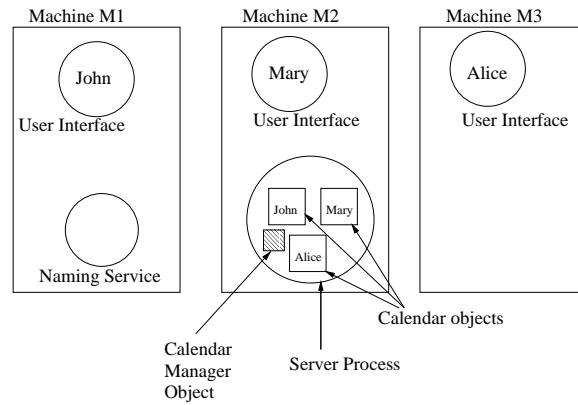 Machine M1
Machine M2
Machine M3
John
Mary
Alice
User Interface
User Interface
User Interface
John
Mary
Alice
Naming Service
Calendar objects
Calendar
Manager
Object
Server Process